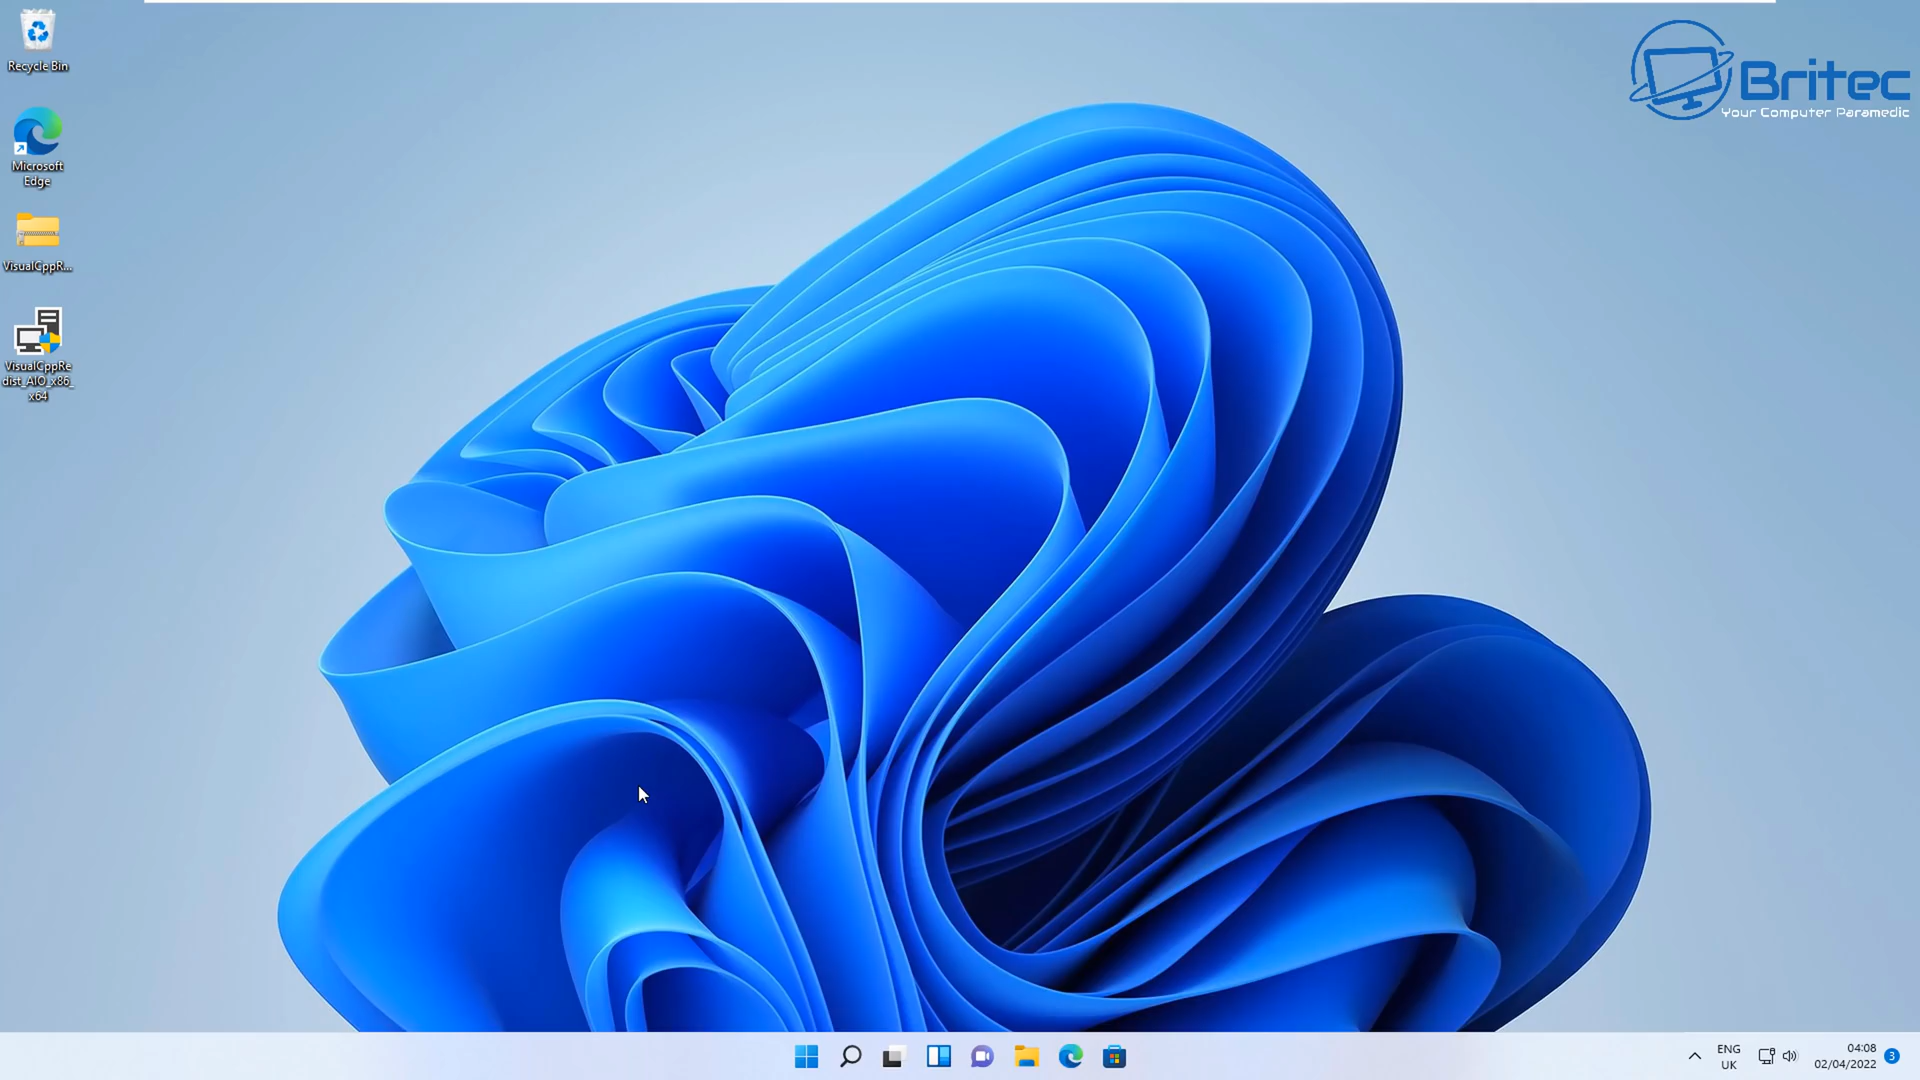 Recycle Bin
Microsoft
Edge
VisualCppR...
VisualCppRe
dist_AIO_x86_
x64
Britec
Your Computer Paramedic
ENG
UK
04:08
02/04/2022
3